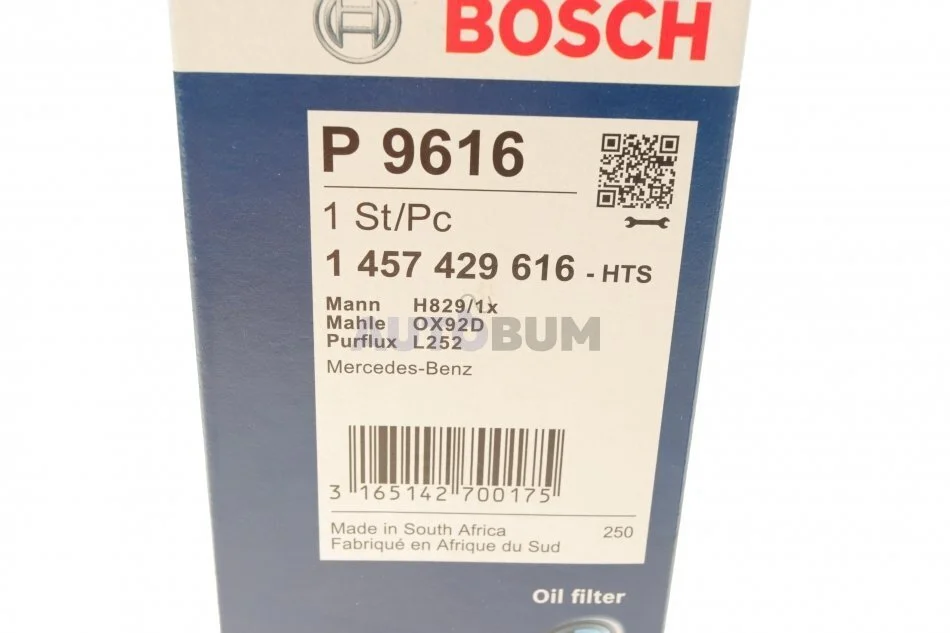 BOSCH
P 9616
1 St/Pc
1 457 429 616 - HTS
Mann H829/1x
Mahle OX92D
Purflux L252
AUTOBUM
Mercedes-Benz
3 165142 700175
Made in South Africa 250
Fabriqué en Afrique du Sud
Oil filter